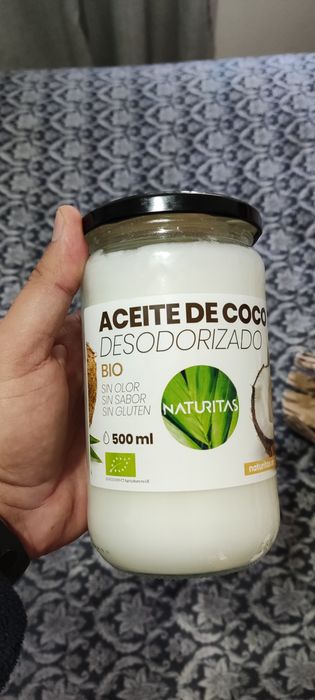 ACEITE DE COCO
DESODORIZADO
BIO
SIN OLOR
SIN SABOR
SIN GLUTEN
NATURITAS
500 ml